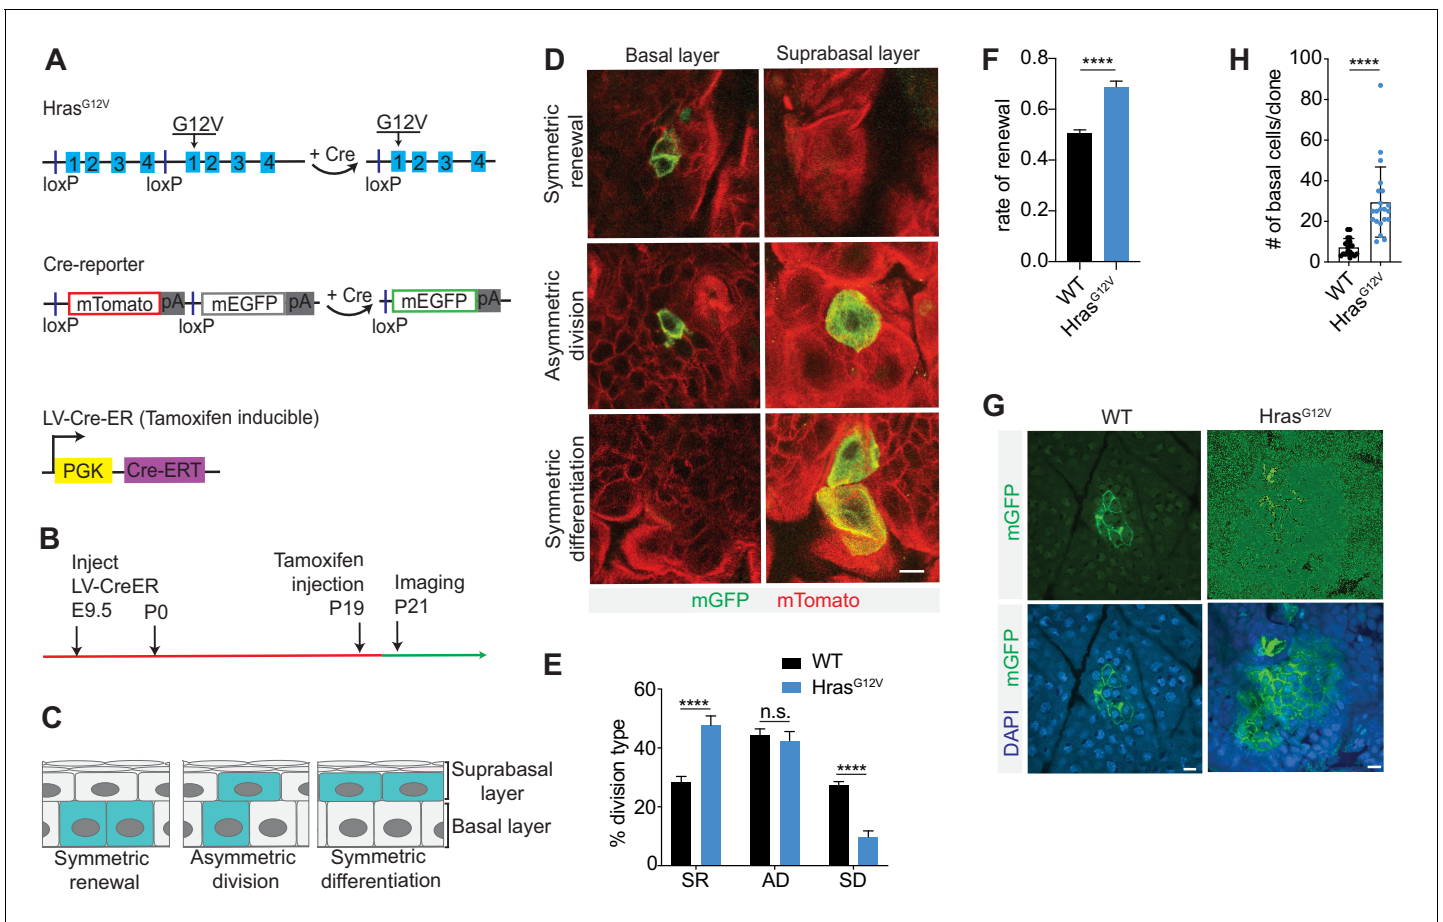 A
Hras^G12V
G12V
1 2 3 4 1 2 3 4
loxP loxP
+ Cre
G12V
1 2 3 4
loxP
Cre-reporter
mTomato pA mEGFP pA
loxP loxP
+ Cre
mEGFP pA
loxP
LV-Cre-ER (Tamoxifen inducible)
PGK Cre-ERT
B
Inject
LV-CreER
E9.5
P0
Tamoxifen
injection
P19
Imaging
P21
C
Suprabasal
layer
Basal layer
Symmetric
renewal
Asymmetric
division
Symmetric
differentiation
D
Basal layer Suprabasal layer
Symmetric
renewal
Asymmetric
division
Symmetric
differentiation
mGFP mTomato
E
WT
Hras^G12V
% division type
60
40
20
0
****
n.s.
****
SR AD SD
F
rate of renewal
0.8
0.6
0.4
0.2
0.0
****
WT
Hras^G12V
G
WT Hras^G12V
mGFP
DAPI mGFP
H
# of basal cells/clone
100
80
60
40
20
0
****
WT
Hras^G12V